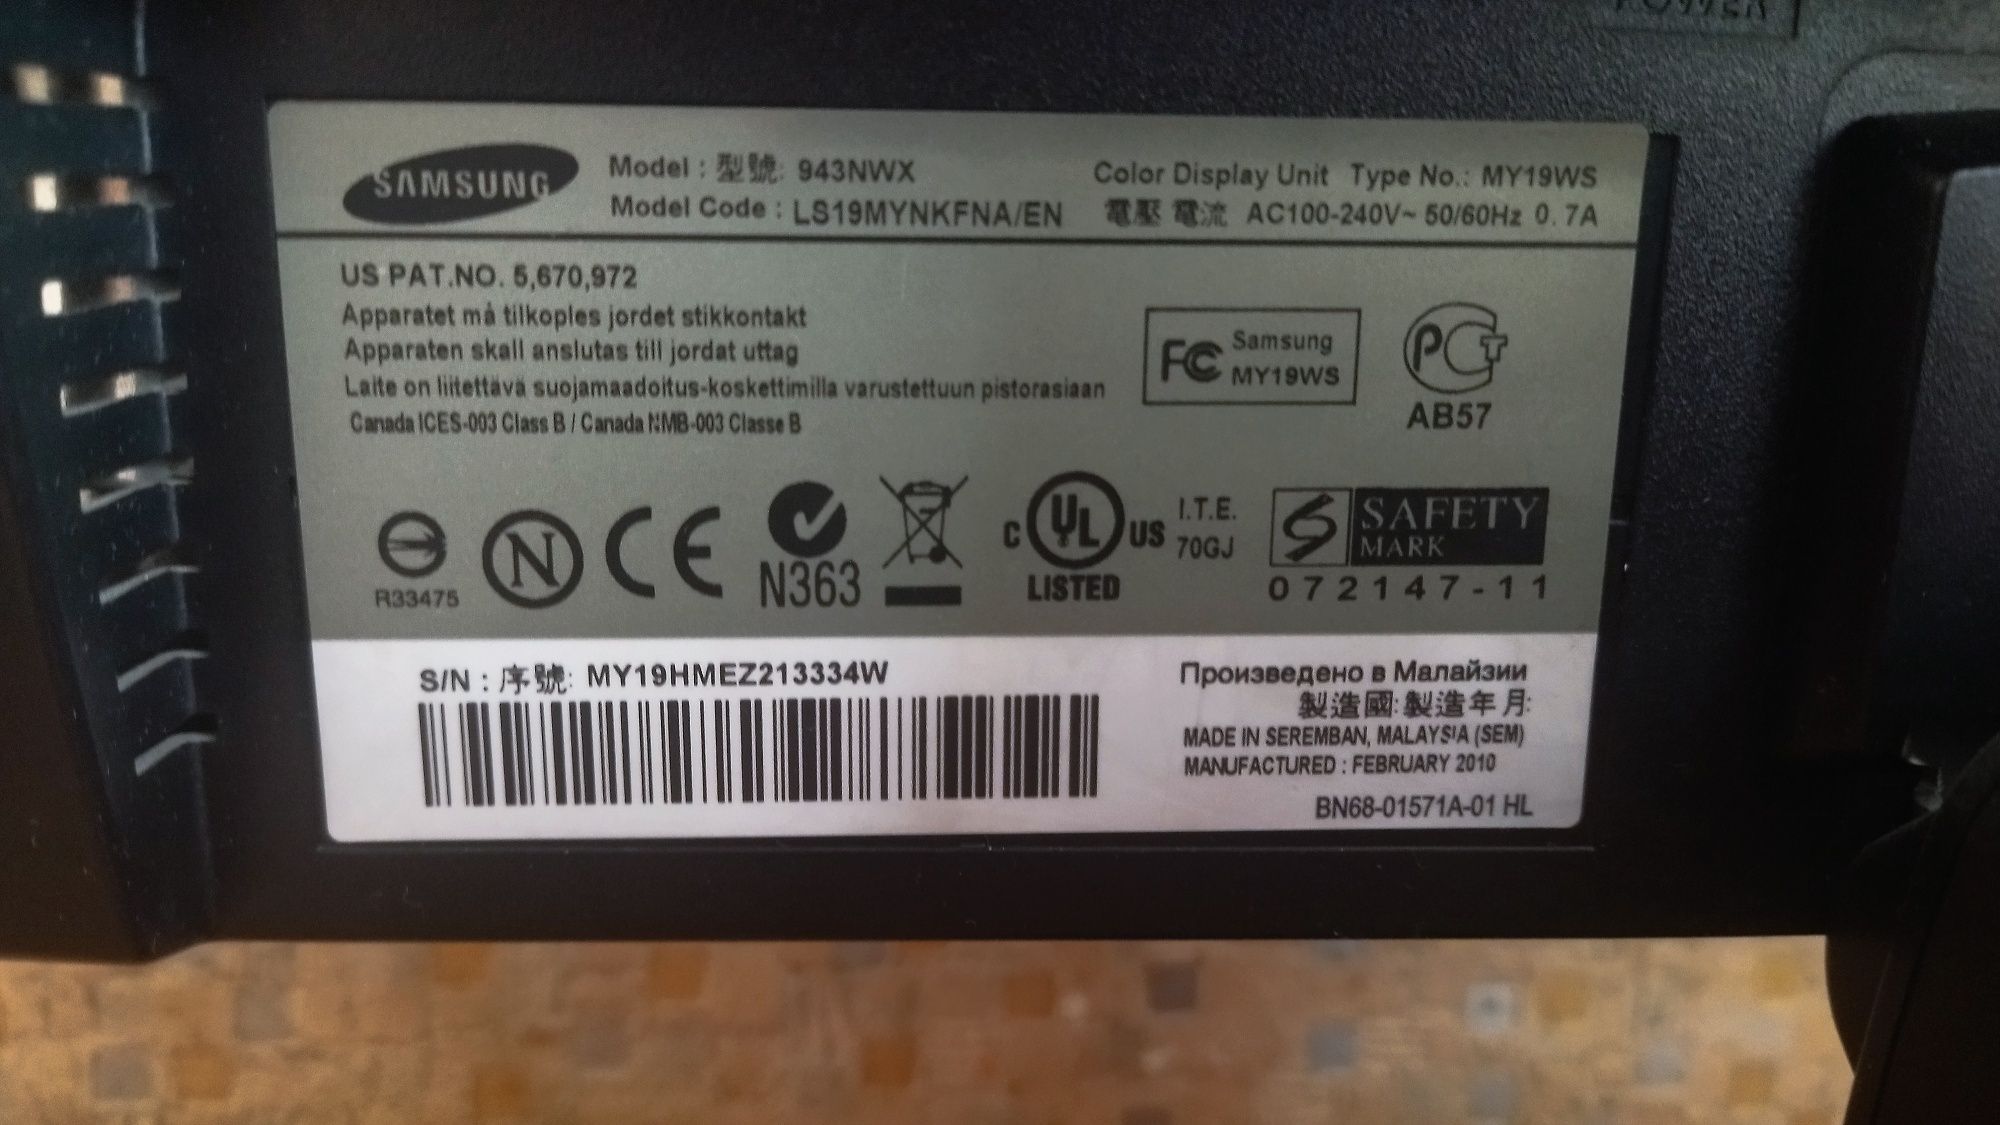 POWER
SAMSUNG
Model : 型號: 943NWX
Color Display Unit Type No.: MY19WS
Model Code : LS19MYNKFNA/EN
電壓 電流 AC100-240V~ 50/60Hz 0.7A
US PAT.NO. 5,670,972
Apparatet må tilkoples jordet stikkontakt
Apparaten skall anslutas till jordat uttag
Laite on liitettävä suojamaadoitus-koskettimilla varustettuun pistorasiaan
Canada ICES-003 Class B / Canada NMB-003 Classe B
FC Samsung
MY19WS
PCT
AB57
R33475
N
CE
N363
C UL US
LISTED
I.T.E.
70GJ
S SAFETY
MARK
072147-11
S/N : 序號: MY19HMEZ213334W
Произведено в Малайзии
製造國: 製造年月:
MADE IN SEREMBAN, MALAYSIA (SEM)
MANUFACTURED : FEBRUARY 2010
BN68-01571A-01 HL